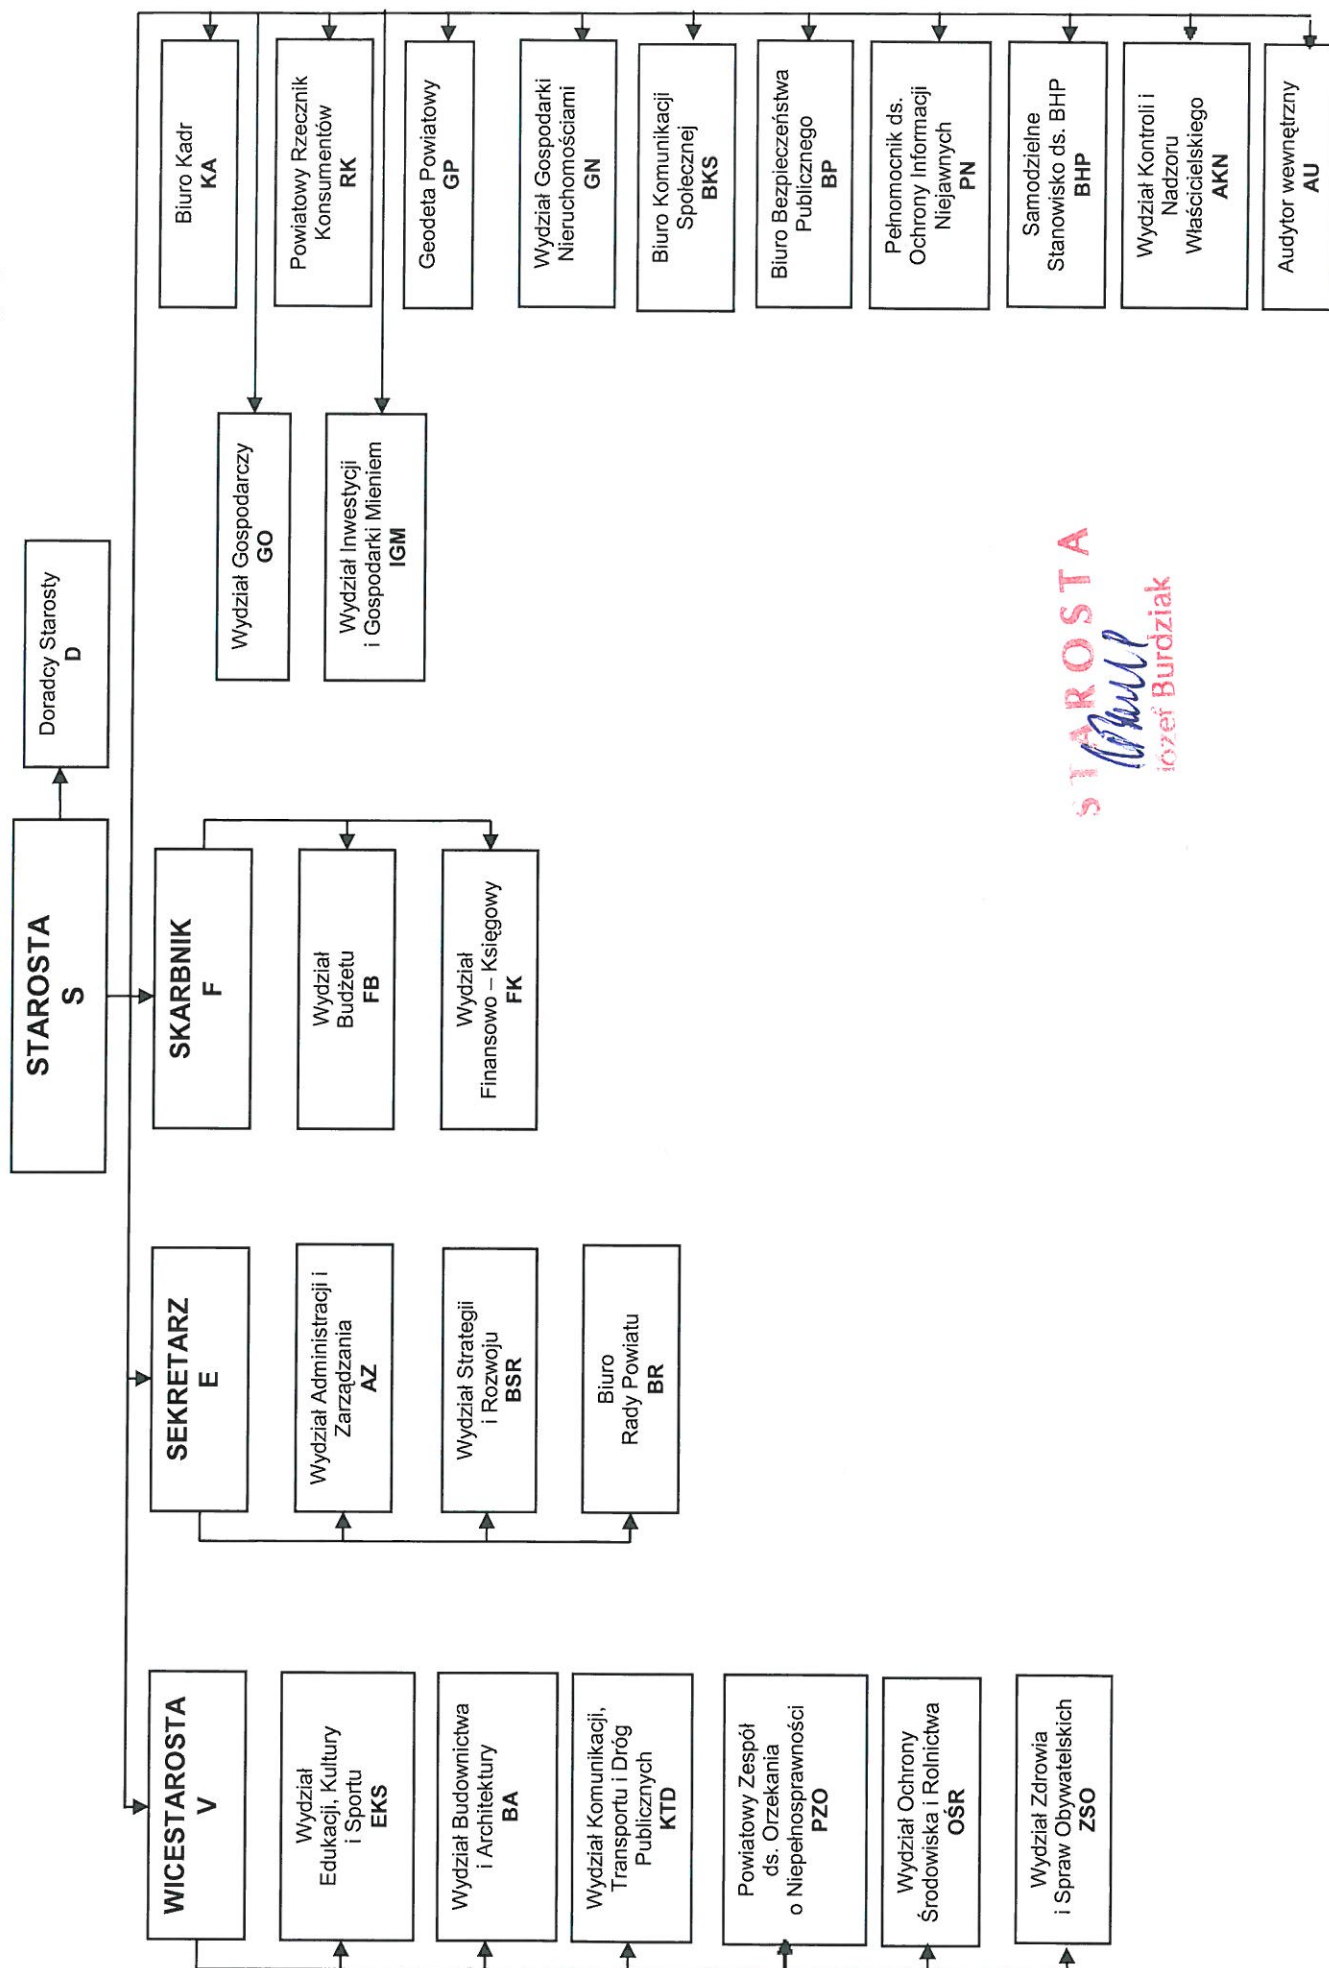 STAROSTA
S
Doradcy Starosty
D
WICESTAROSTA
V
SEKRETARZ
E
SKARBNIK
F
Wydział
Edukacji, Kultury
i Sportu
EKS
Wydział Budownictwa
i Architektury
BA
Wydział Komunikacji,
Transportu i Dróg
Publicznych
KTD
Powiatowy Zespół
ds. Orzekania
o Niepełnosprawności
PZO
Wydział Ochrony
Środowiska i Rolnictwa
OŚR
Wydział Zdrowia
i Spraw Obywatelskich
ZSO
Wydział Administracji i
Zarządzania
AZ
Wydział Strategii
i Rozwoju
BSR
Biuro
Rady Powiatu
BR
Wydział
Budżetu
FB
Wydział
Finansowo – Księgowy
FK
Wydział Gospodarczy
GO
Wydział Inwestycji
i Gospodarki Mieniem
IGM
Biuro Kadr
KA
Powiatowy Rzecznik
Konsumentów
RK
Geodeta Powiatowy
GP
Wydział Gospodarki
Nieruchomościami
GN
Biuro Komunikacji
Społecznej
BKS
Biuro Bezpieczeństwa
Publicznego
BP
Pełnomocnik ds.
Ochrony Informacji
Niejawnych
PN
Samodzielne
Stanowisko ds. BHP
BHP
Wydział Kontroli i
Nadzoru
Właścicielskiego
AKN
Audytor wewnętrzny
AU
STAROSTA
Józef Burdziak